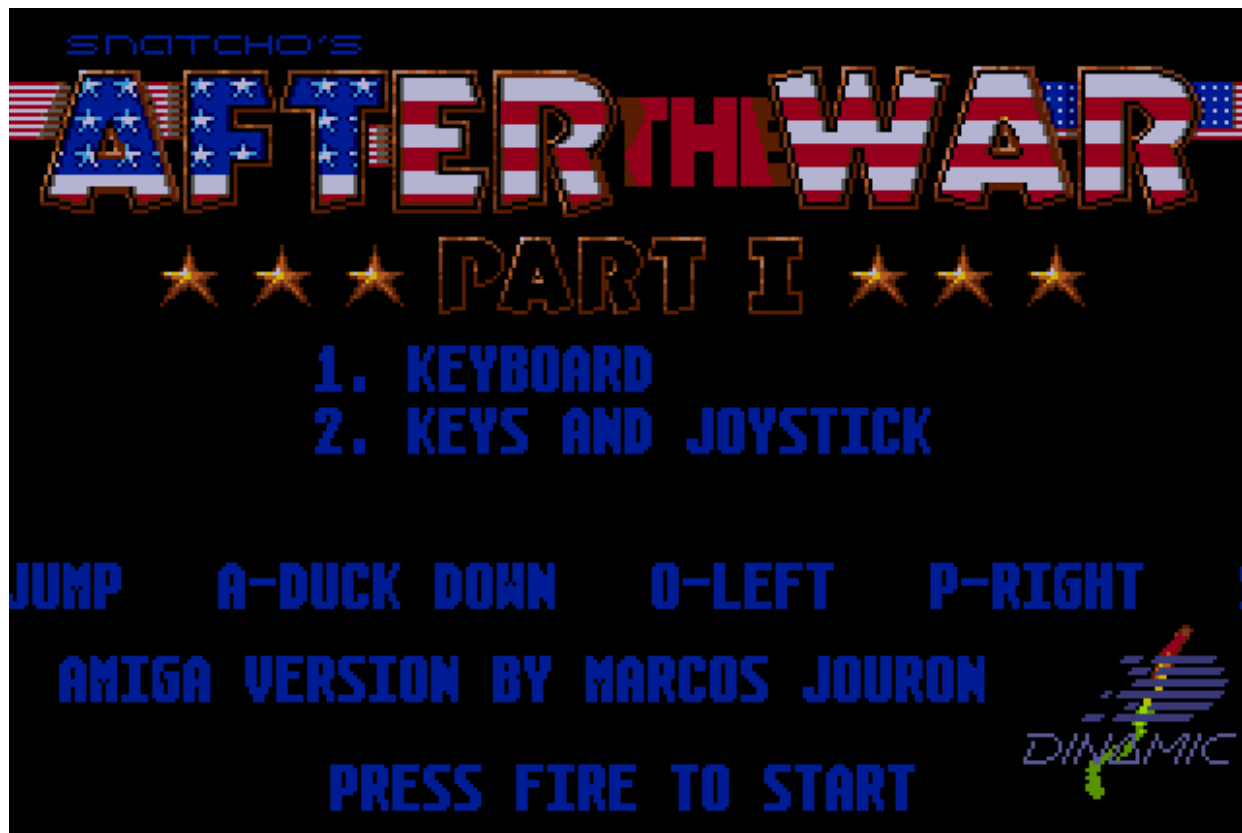 SNATCHO'S
AFTER THE WAR
PART I
1. KEYBOARD
2. KEYS AND JOYSTICK
JUMP A-DUCK DOWN O-LEFT P-RIGHT
AMIGA VERSION BY MARCOS JOURON
DINAMIC
PRESS FIRE TO START